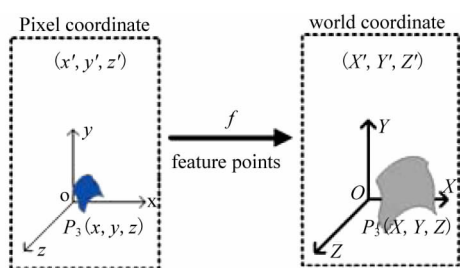 Pixel coordinate
(x′, y′, z′)
y
o
x
P₃(x, y, z)
z
f
feature points
world coordinate
(X′, Y′, Z′)
Y
O
X
P₃(X, Y, Z)
Z